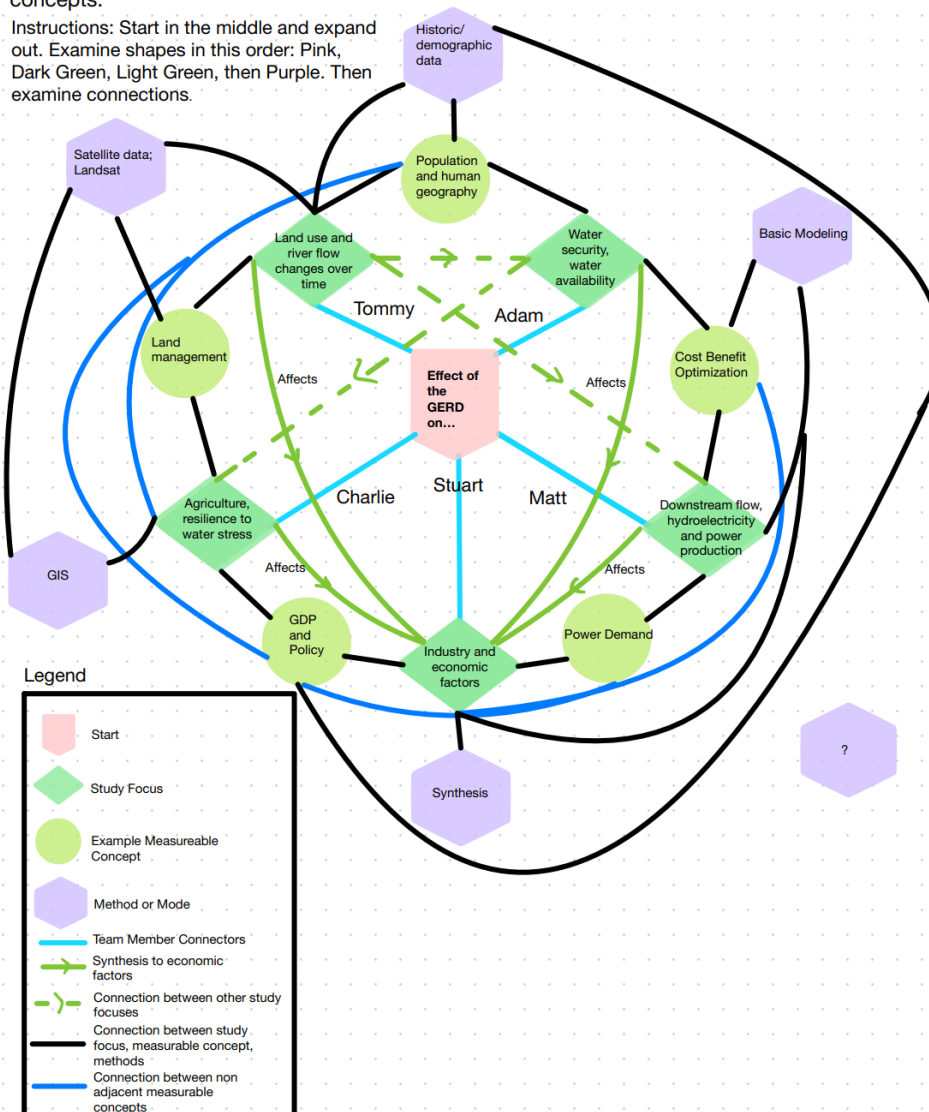 concepts.
Instructions: Start in the middle and expand
out. Examine shapes in this order: Pink,
Dark Green, Light Green, then Purple. Then
examine connections.
Historic/
demographic
data
Satellite data;
Landsat
Population
and human
geography
Basic Modeling
Land use and
river flow
changes over
time
Water
security,
water
availability
Tommy
Adam
Land
management
Cost Benefit
Optimization
Effect of
the
GERD
on...
Affects
Affects
Charlie
Stuart
Matt
Agriculture,
resilience to
water stress
Downstream flow,
hydroelectricity
and power
production
GIS
Affects
Affects
GDP
and
Policy
Power Demand
Industry and
economic
factors
Synthesis
?
Legend
Start
Study Focus
Example Measureable
Concept
Method or Mode
Team Member Connectors
Synthesis to economic
factors
Connection between other study
focuses
Connection between study
focus, measurable concept,
methods
Connection between non
adjacent measurable
concepts